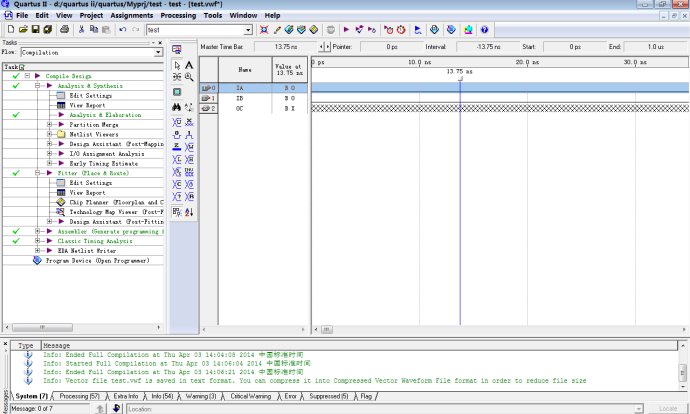 Quartus II - d:/quartus ii/quartus/Myprj/test - test - [test.vwf*]
File Edit View Project Assignments Processing Tools Window Help
test
Tasks
Flow: Compilation
Task
Compile Design
Analysis & Synthesis
Edit Settings
View Report
Analysis & Elaboration
Partition Merge
Netlist Viewers
Design Assistant (Post-Mapping
I/O Assignment Analysis
Early Timing Estimate
Fitter (Place & Route)
Edit Settings
View Report
Chip Planner (Floorplan and C
Technology Map Viewer (Post-F
Design Assistant (Post-Fitting
Assembler (Generate programming f
Classic Timing Analysis
EDA Netlist Writer
Program Device (Open Programmer)
Master Time Bar: 13.75 ns Pointer: 0 ps Interval: -13.75 ns Start: 0 ps End: 1.0 us
Name Value at 13.75 ns
0 ps 10.0 ns 20.0 ns 30.0 ns
13.75 ns
0 IA B 0
1 IB B 0
2 OC B X
Type Message
Info: Ended Full Compilation at Thu Apr 03 14:04:08 2014 中国标准时间
Info: Started Full Compilation at Thu Apr 03 14:06:04 2014 中国标准时间
Info: Ended Full Compilation at Thu Apr 03 14:06:21 2014 中国标准时间
Info: Vector file test.vwf is saved in text format. You can compress it into Compressed Vector Waveform File format in order to reduce file size
System (7) Processing (57) Extra Info Info (54) Warning (3) Critical Warning Error Suppressed (5) Flag
Message: 0 of 7 Location: Locate